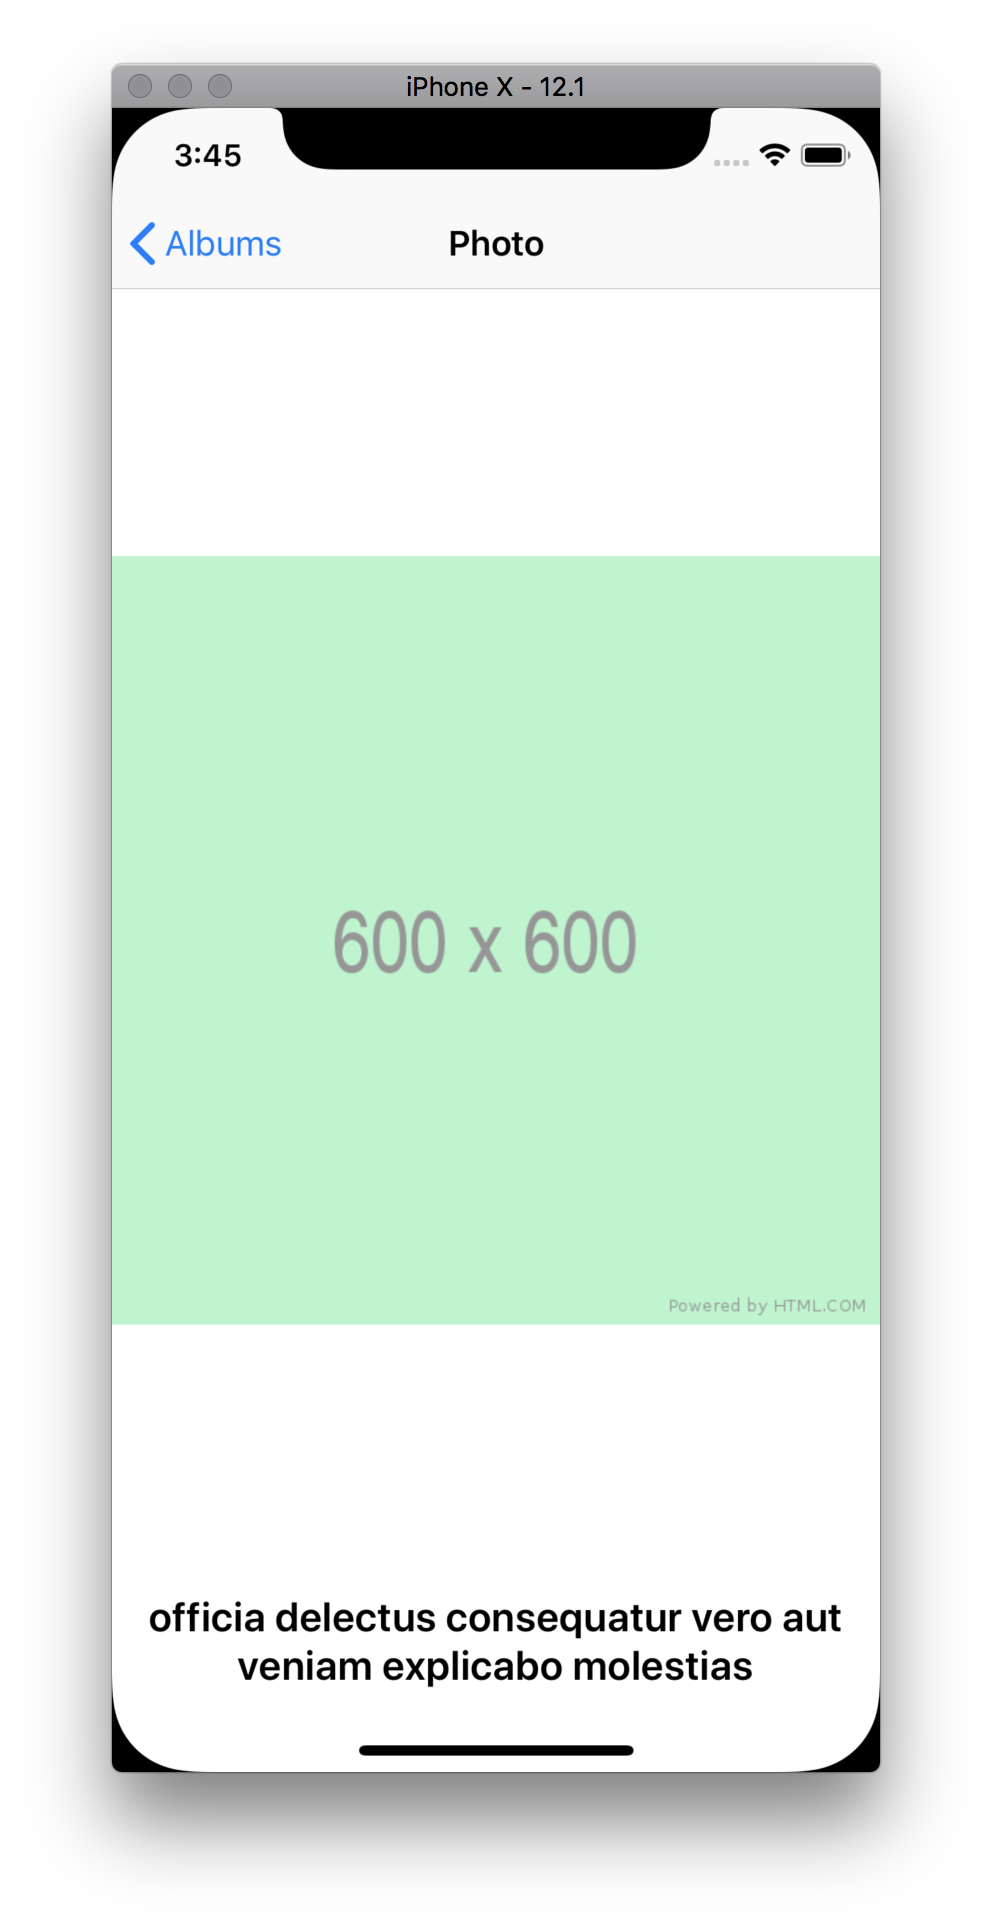 iPhone X - 12.1
3:45
Albums
Photo
600 x 600
Powered by HTML.COM
officia delectus consequatur vero aut
veniam explicabo molestias